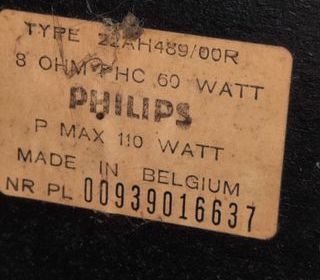 TYPE 22AH489/00R
8 OHM PHC 60 WATT
PHILIPS
P MAX 110 WATT
MADE IN BELGIUM
NR PL 00939016637